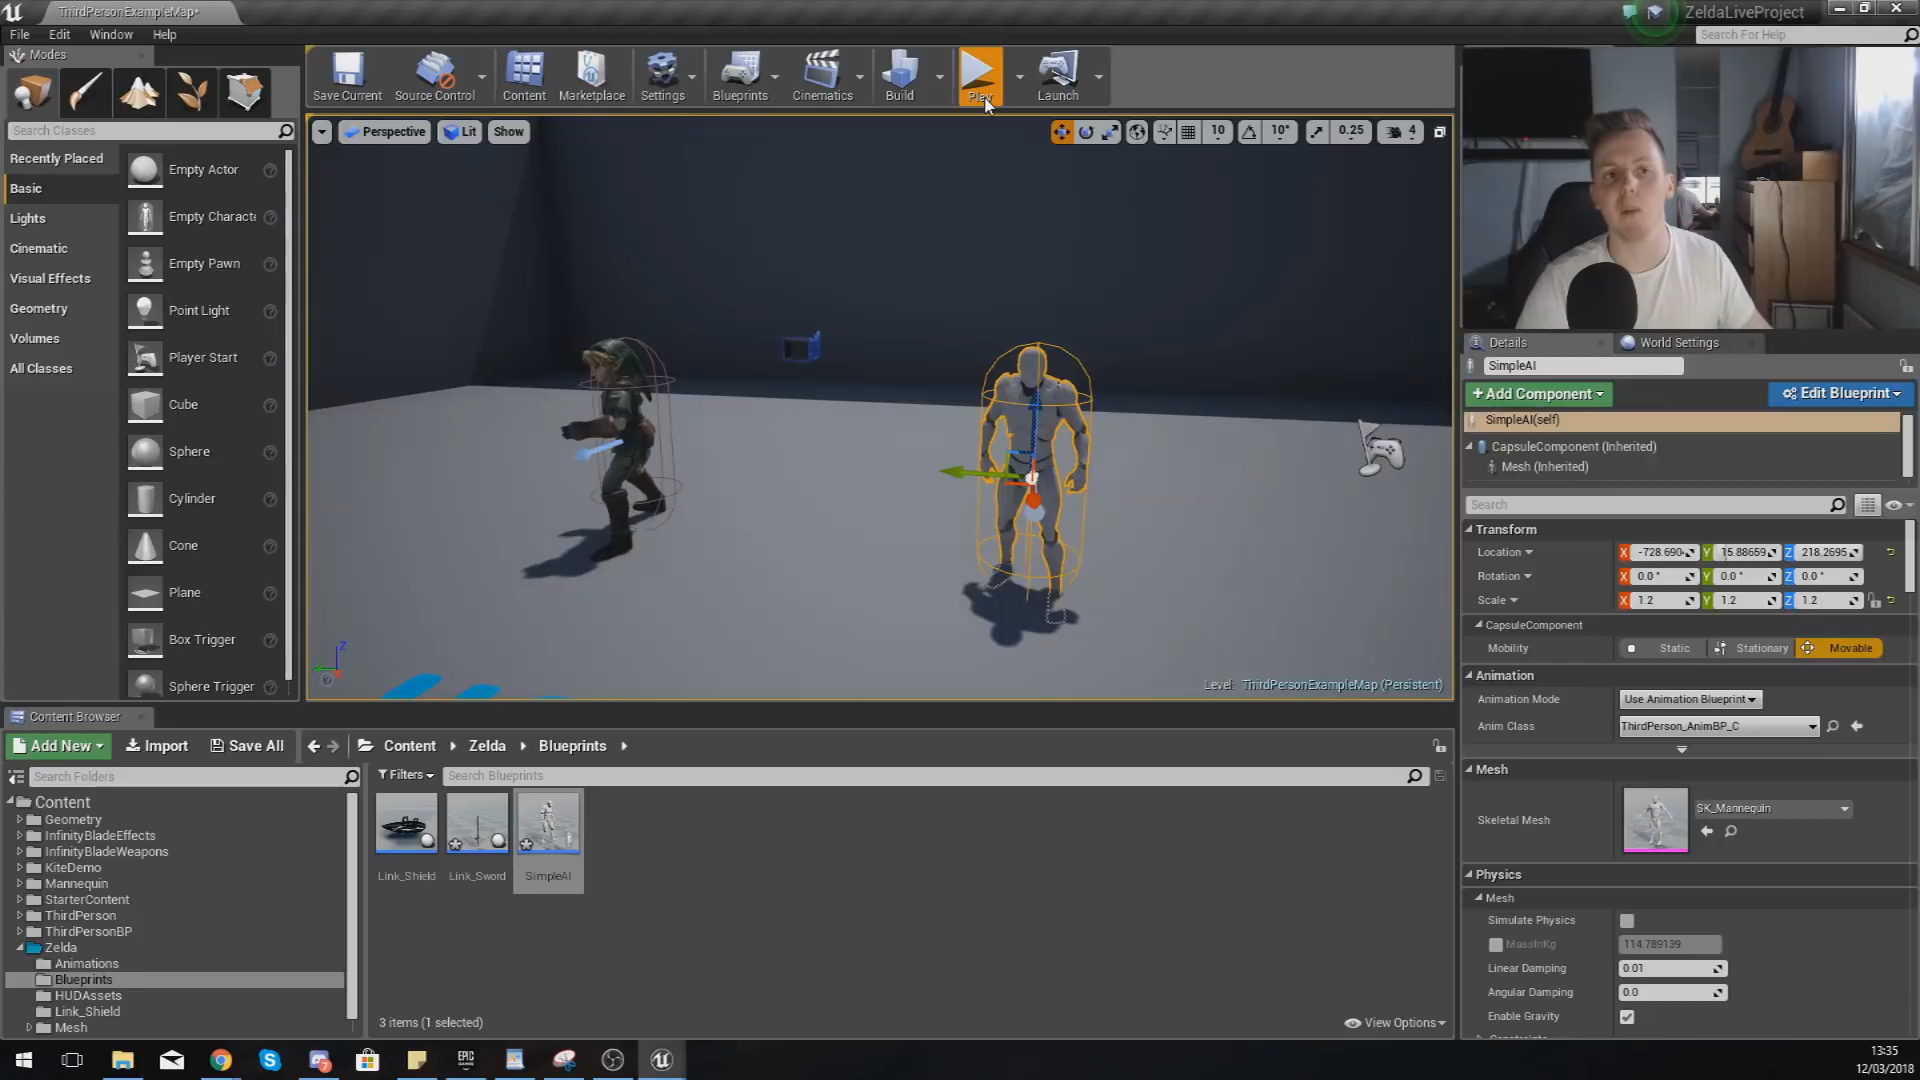 ThirdPersonExampleMap*
ZeldaLiveProject
File Edit Window Help
Search For Help
Modes
Save Current
Source Control
Content
Marketplace
Settings
Blueprints
Cinematics
Build
Play
Launch
Search Classes
Recently Placed
Basic
Lights
Cinematic
Visual Effects
Geometry
Volumes
All Classes
Empty Actor
Empty Characte
Empty Pawn
Point Light
Player Start
Cube
Sphere
Cylinder
Cone
Plane
Box Trigger
Sphere Trigger
Perspective Lit Show
10 10° 0.25 4
Z
Level: ThirdPersonExampleMap (Persistent)
Details World Settings
SimpleAI
+ Add Component Edit Blueprint
SimpleAI(self)
CapsuleComponent (Inherited)
Mesh (Inherited)
Search
Transform
Location X -728.690 Y 15.88659 Z 218.2695
Rotation X 0.0° Y 0.0° Z 0.0°
Scale X 1.2 Y 1.2 Z 1.2
CapsuleComponent
Mobility Static Stationary Movable
Animation
Animation Mode Use Animation Blueprint
Anim Class ThirdPerson_AnimBP_C
Mesh
Skeletal Mesh SK_Mannequin
Physics
Mesh
Simulate Physics
MassInKg 114.789139
Linear Damping 0.01
Angular Damping 0.0
Enable Gravity
Constraints
Content Browser
Add New Import Save All Content Zelda Blueprints
Search Folders
Filters Search Blueprints
Content
Geometry
InfinityBladeEffects
InfinityBladeWeapons
KiteDemo
Mannequin
StarterContent
ThirdPerson
ThirdPersonBP
Zelda
Animations
Blueprints
HUDAssets
Link_Shield
Mesh
Link_Shield Link_Sword SimpleAI
3 items (1 selected)
View Options
EPIC
GAMES
7
13:35
12/03/2018